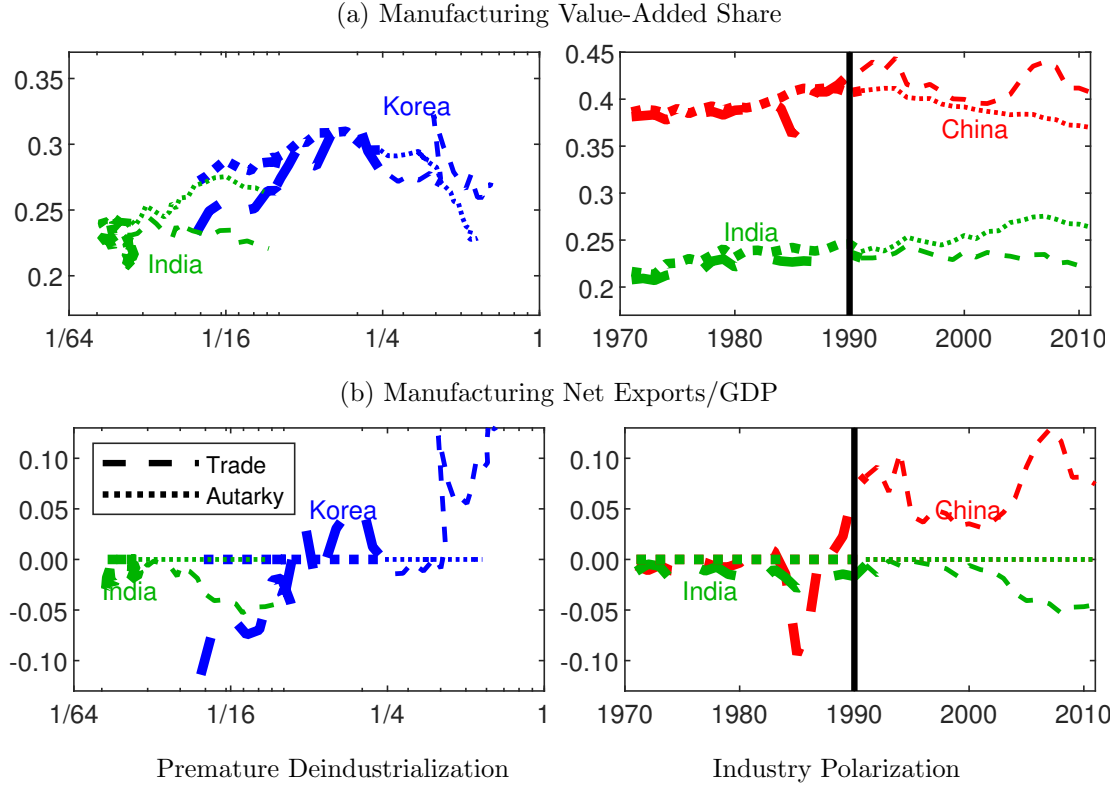 (a) Manufacturing Value-Added Share
0.35
0.3
0.25
0.2
Korea
India
1/64
1/16
1/4
1
0.45
0.4
0.35
0.3
0.25
0.2
China
India
1970
1980
1990
2000
2010
(b) Manufacturing Net Exports/GDP
0.10
0.05
0.00
-0.05
-0.10
Trade
Autarky
Korea
India
1/64
1/16
1/4
1
0.10
0.05
0.00
-0.05
-0.10
China
India
1970
1980
1990
2000
2010
Premature Deindustrialization
Industry Polarization